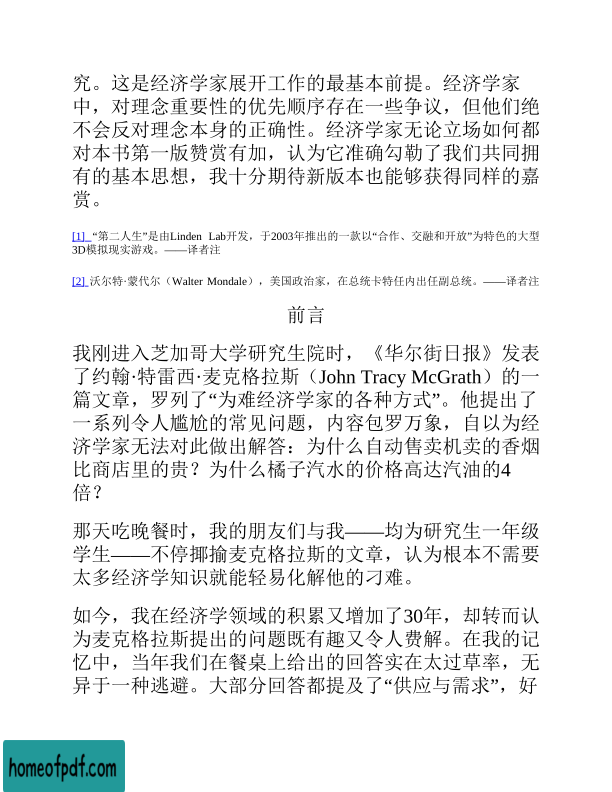 究。这是经济学家展开工作的最基本前提。经济学家
中，对理念重要性的优先顺序存在一些争议，但他们绝
不会反对理念本身的正确性。经济学家无论立场如何都
对本书第一版赞赏有加，认为它准确勾勒了我们共同拥
有的基本思想，我十分期待新版本也能够获得同样的嘉
赏。
[1] “第二人生”是由Linden Lab开发，于2003年推出的一款以“合作、交融和开放”为特色的大型
3D模拟现实游戏。——译者注
[2] 沃尔特·蒙代尔（Walter Mondale），美国政治家，在总统卡特任内出任副总统。——译者注
前言
我刚进入芝加哥大学研究生院时，《华尔街日报》发表
了约翰·特雷西·麦克格拉斯（John Tracy McGrath）的一
篇文章，罗列了“为难经济学家的各种方式”。他提出了
一系列令人尴尬的常见问题，内容包罗万象，自以为经
济学家无法对此做出解答：为什么自动售卖机卖的香烟
比商店里的贵？为什么橘子汽水的价格高达汽油的4
倍？
那天吃晚餐时，我的朋友们与我——均为研究生一年级
学生——不停揶揄麦克格拉斯的文章，认为根本不需要
太多经济学知识就能轻易化解他的刁难。
如今，我在经济学领域的积累又增加了30年，却转而认
为麦克格拉斯提出的问题既有趣又令人费解。在我的记
忆中，当年我们在餐桌上给出的回答实在太过草率，无
异于一种逃避。大部分回答都提及了“供应与需求”，好
homeofpdf.com